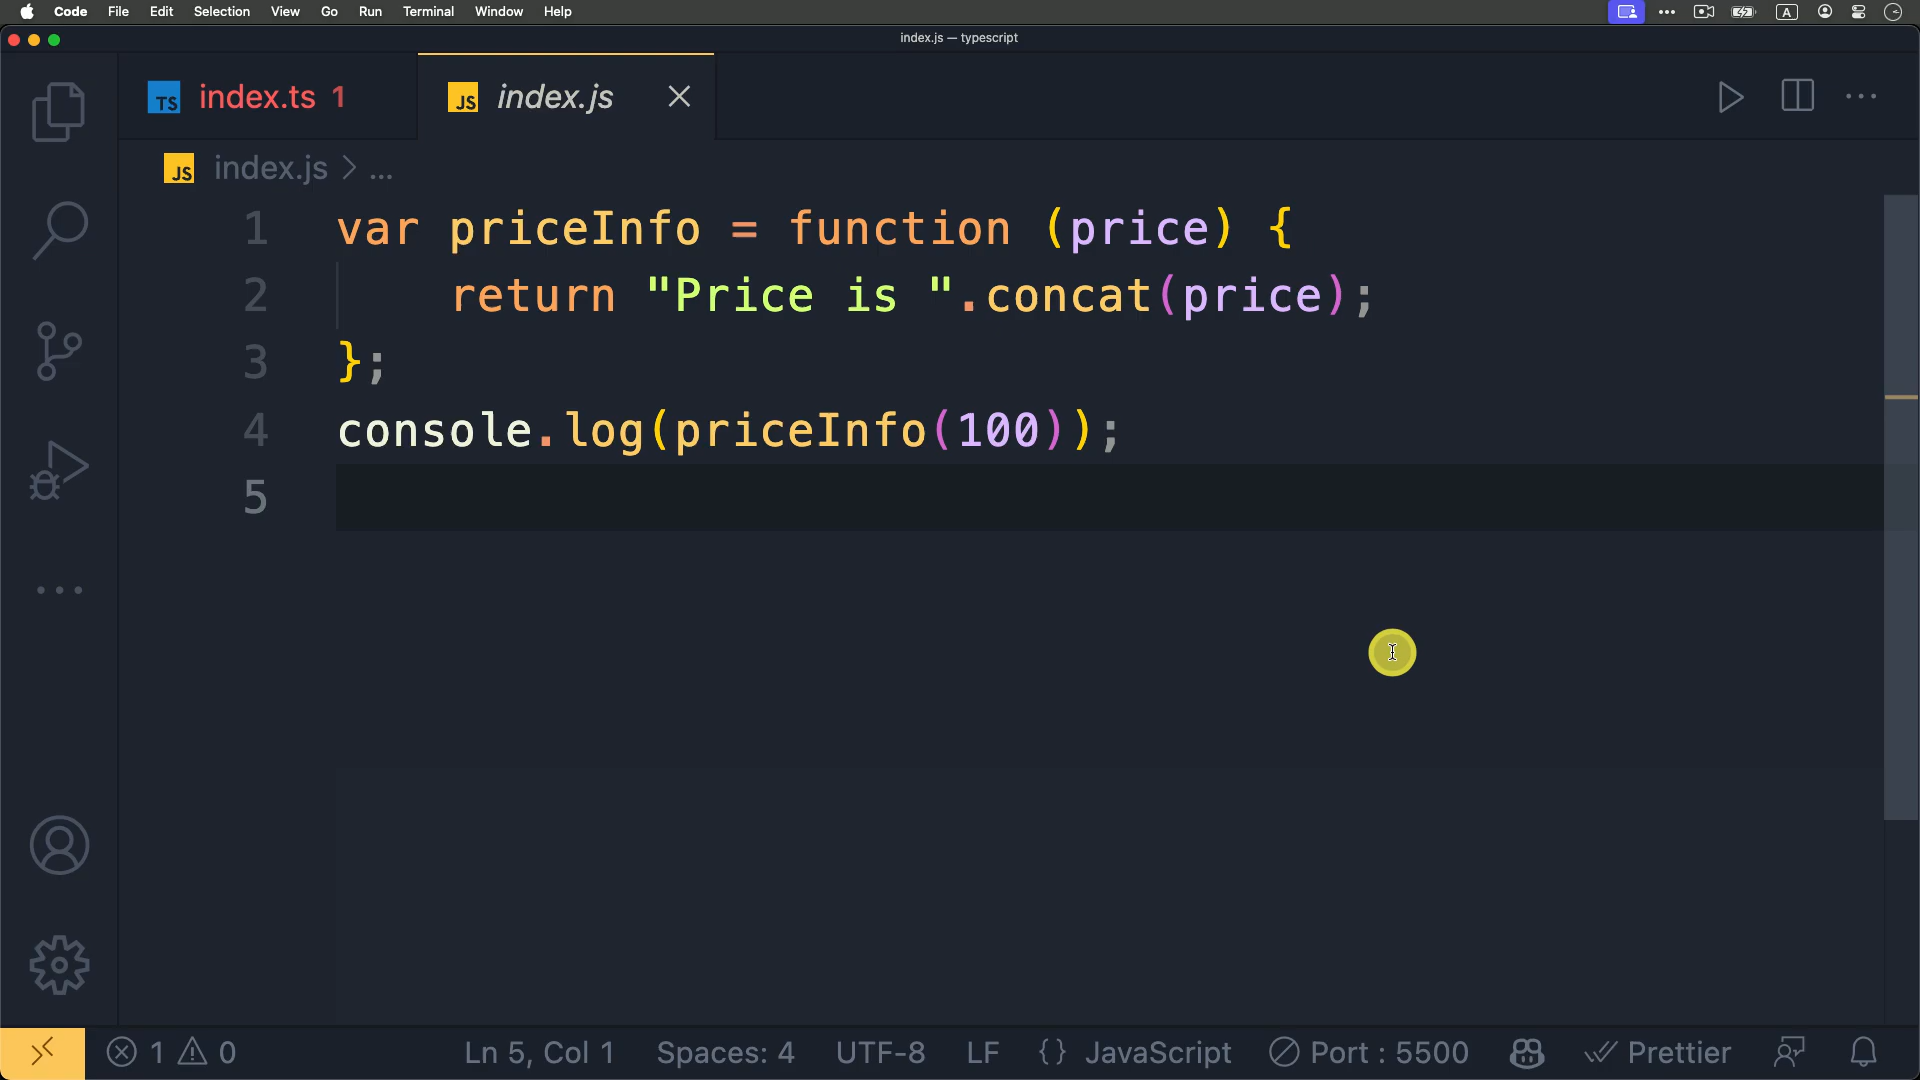 Code File Edit Selection View Go Run Terminal Window Help A
index.js — typescript
TS index.ts 1 JS index.js
JS index.js > ...
1 var priceInfo = function (price) {
2     return "Price is ".concat(price);
3 };
4 console.log(priceInfo(100));
5
1 0 Ln 5, Col 1 Spaces: 4 UTF-8 LF {} JavaScript Port : 5500 Prettier